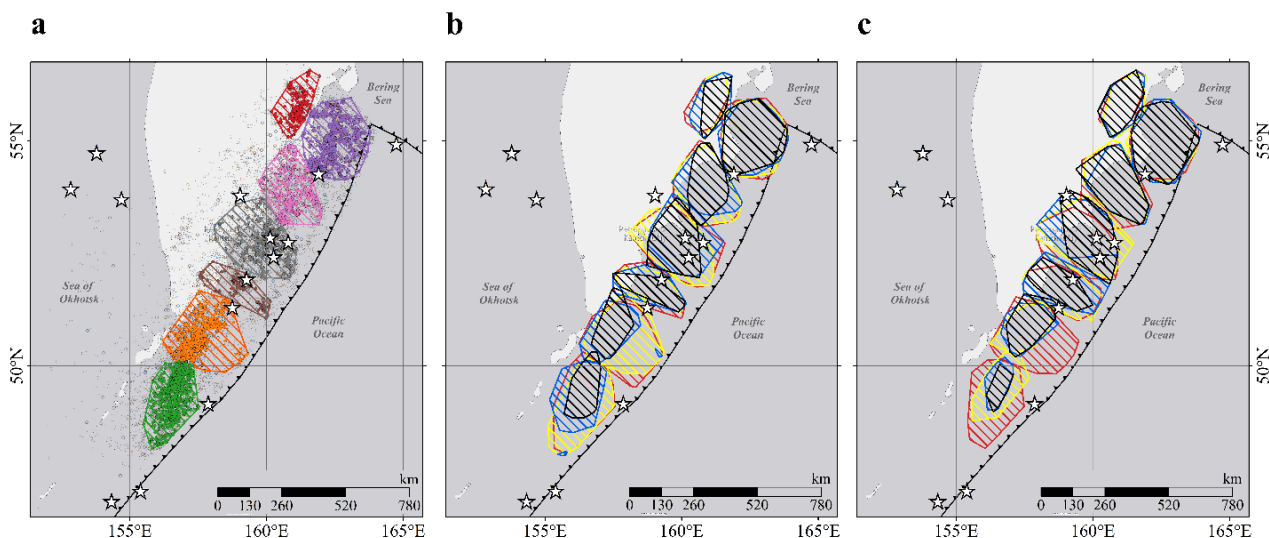 a
b
c
Bering
Sea
Bering
Sea
Bering
Sea
55°N
55°N
Sea of
Okhotsk
Pacific
Ocean
Sea of
Okhotsk
Pacific
Ocean
Sea of
Okhotsk
Pacific
Ocean
50°N
50°N
km
km
km
0 130 260 520 780
0 130 260 520 780
0 130 260 520 780
155°E 160°E 165°E
155°E 160°E 165°E
155°E 160°E 165°E